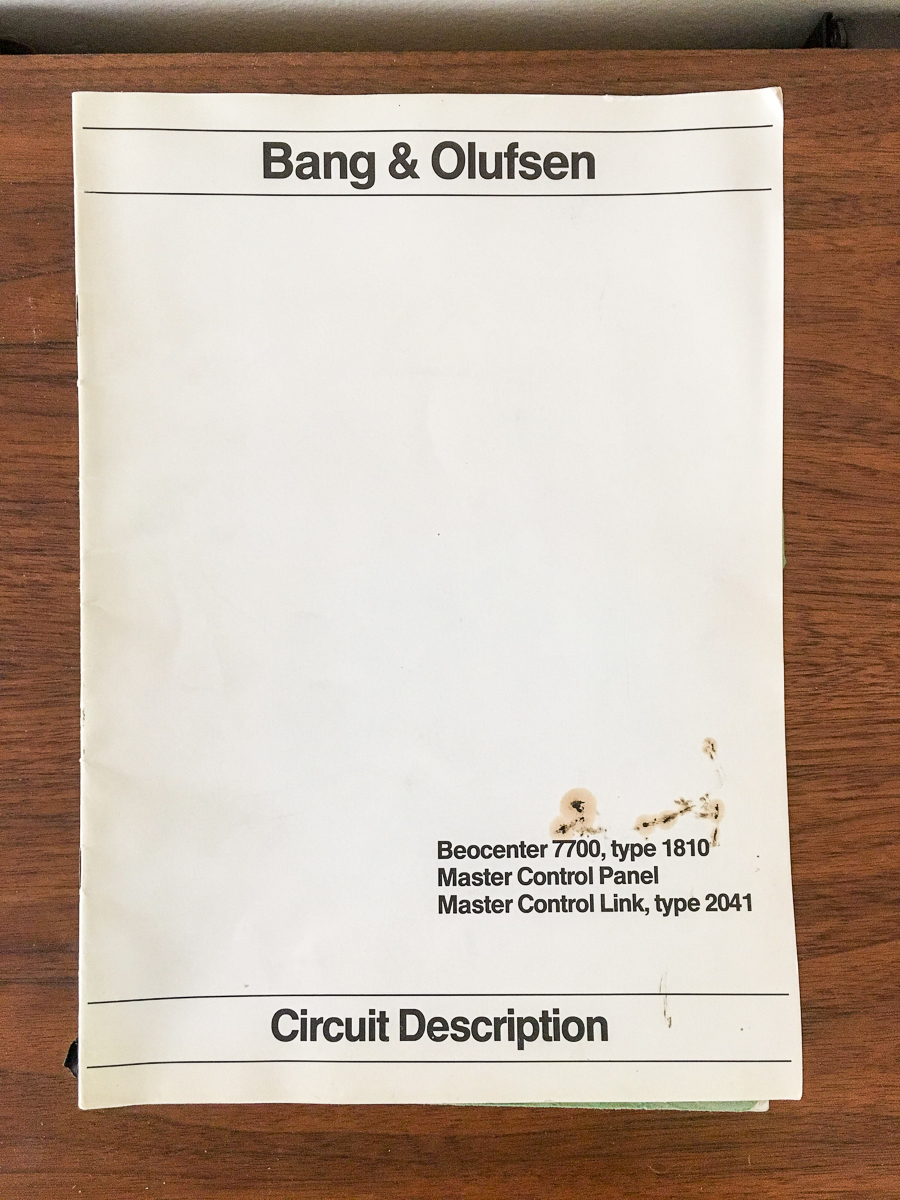 Bang & Olufsen
Beocenter 7700, type 1810
Master Control Panel
Master Control Link, type 2041
Circuit Description